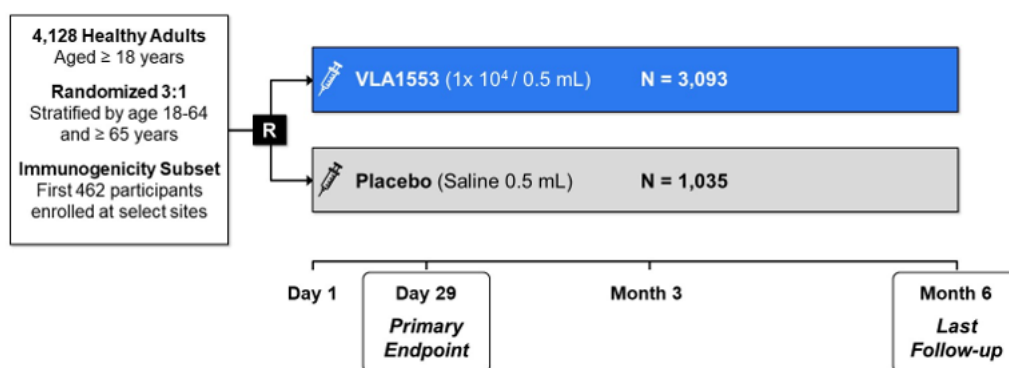 4,128 Healthy Adults
Aged ≥ 18 years
Randomized 3:1
Stratified by age 18-64
and ≥ 65 years
Immunogenicity Subset
First 462 participants
enrolled at select sites
R
VLA1553 (1x 10⁴ / 0.5 mL) N = 3,093
Placebo (Saline 0.5 mL) N = 1,035
Day 1
Day 29
Primary
Endpoint
Month 3
Month 6
Last
Follow-up